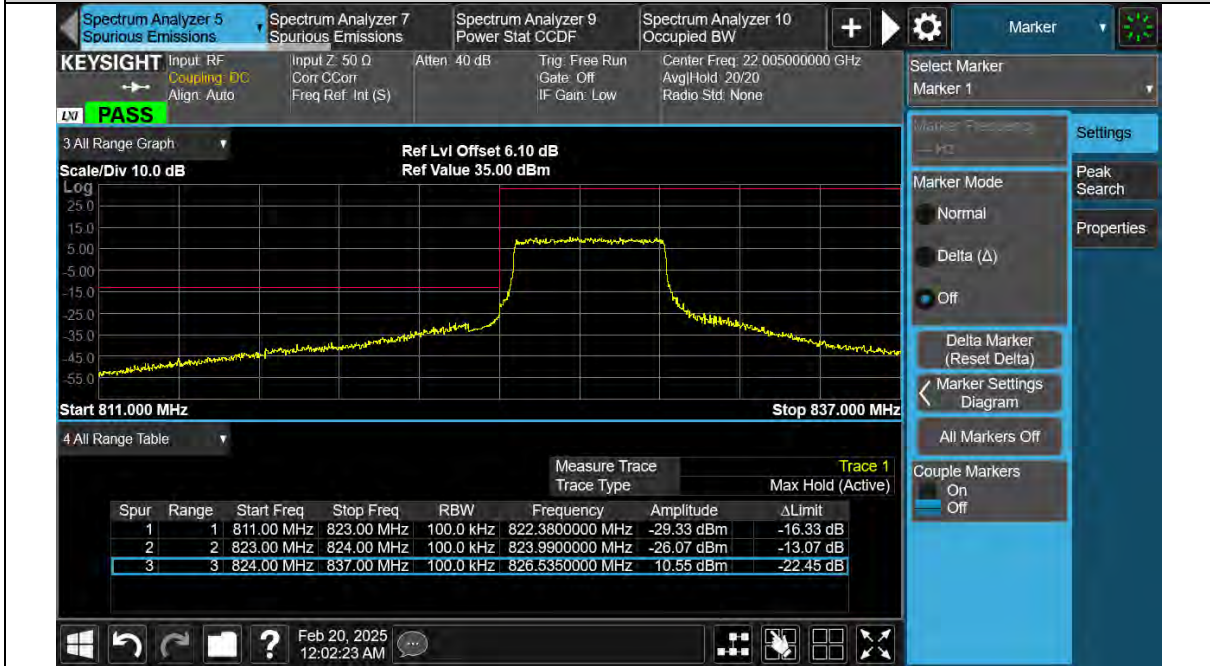 Spectrum Analyzer 5
Spurious Emissions
Spectrum Analyzer 7
Spurious Emissions
Spectrum Analyzer 9
Power Stat CCDF
Spectrum Analyzer 10
Occupied BW
Marker
KEYSIGHT
Input: RF
Coupling: DC
Align: Auto
Input Z: 50 Ω
Corr CCorr
Freq Ref: Int (S)
Atten: 40 dB
Trig: Free Run
Gate: Off
IF Gain: Low
Center Freq: 22.005000000 GHz
Avg|Hold: 20/20
Radio Std: None
LXI PASS
Select Marker
Marker 1
Marker Frequency
--- Hz
Settings
Marker Mode
Normal
Delta (Δ)
Off
Peak
Search
Properties
Delta Marker
(Reset Delta)
Marker Settings
Diagram
All Markers Off
Couple Markers
On
Off
3 All Range Graph
Ref Lvl Offset 6.10 dB
Scale/Div 10.0 dB
Ref Value 35.00 dBm
Log
25.0
15.0
5.00
-5.00
-15.0
-25.0
-35.0
-45.0
-55.0
Start 811.000 MHz
Stop 837.000 MHz
4 All Range Table
Measure Trace Trace 1
Trace Type Max Hold (Active)
Spur Range Start Freq Stop Freq RBW Frequency Amplitude ΔLimit
1 1 811.00 MHz 823.00 MHz 100.0 kHz 822.3800000 MHz -29.33 dBm -16.33 dB
2 2 823.00 MHz 824.00 MHz 100.0 kHz 823.9900000 MHz -26.07 dBm -13.07 dB
3 3 824.00 MHz 837.00 MHz 100.0 kHz 826.5350000 MHz 10.55 dBm -22.45 dB
?
Feb 20, 2025
12:02:23 AM